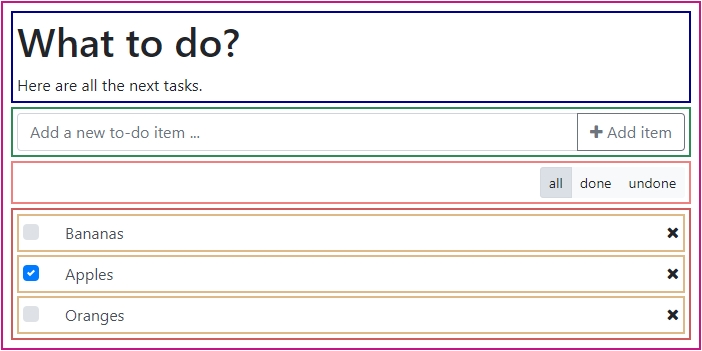 What to do?
Here are all the next tasks.
Add a new to-do item ...
+ Add item
all done undone
Bananas
Apples
Oranges